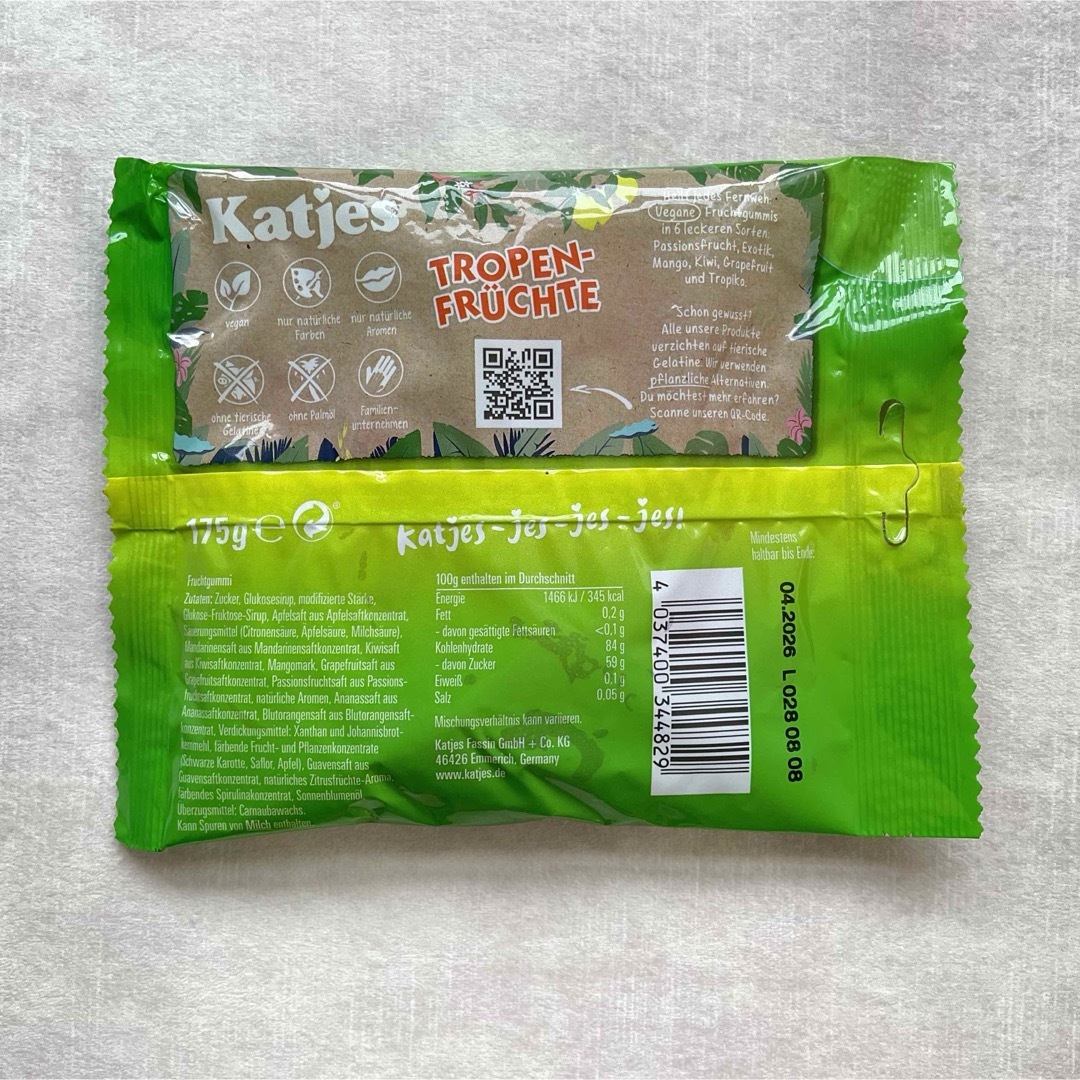 Katjes
vegan
nur natürliche
Farben
nur natürliche
Aromen
ohne tierische
Gelatine
ohne Palmöl
Familien-
unternehmen
TROPEN-
FRÜCHTE
jedes Fernweh.
Vegane Fruchtgummis
in 6 leckeren Sorten:
Passionsfrucht, Exotik,
Mango, Kiwi, Grapefruit
und Tropika.
Schon gewusst?
Alle unsere Produkte
verzichten auf tierische
Gelatine. Wir verwenden
pflanzliche Alternativen.
Du möchtest mehr erfahren?
Scanne unseren QR-Code.
175g e
®
Katjes-jes-jes-jes!
Mindestens
haltbar bis Ende:
04.2026 L 028 08 08
Fruchtgummi
Zutaten: Zucker, Glukosesirup, modifizierte Stärke,
Glukose-Fruktose-Sirup, Apfelsaft aus Apfelsaftkonzentrat,
Säuerungsmittel (Citronensäure, Äpfelsäure, Milchsäure),
Mandarinensaft aus Mandarinensaftkonzentrat, Kiwisaft
aus Kiwisaftkonzentrat, Mangomark, Grapefruitsaft aus
Grapefruitsaftkonzentrat, Passionsfruchtsaft aus Passions-
fruchtsaftkonzentrat, natürliche Aromen, Ananassaft aus
Ananassaftkonzentrat, Blutorangensaft aus Blutorangensaft-
konzentrat, Verdickungsmittel: Xanthan und Johannisbrot-
kernmehl, färbende Frucht- und Pflanzenkonzentrate
(Schwarze Karotte, Saflor, Apfel), Guavensaft aus
Guavensaftkonzentrat, natürliches Zitrusfrüchte-Aroma,
färbendes Spirulinakonzentrat, Sonnenblumenöl,
Überzugsmittel: Carnaubawachs.
Kann Spuren von Milch enthalten.
100g enthalten im Durchschnitt
Energie 1466 kJ / 345 kcal
Fett 0,2 g
- davon gesättigte Fettsäuren <0,1 g
Kohlenhydrate 84 g
- davon Zucker 59 g
Eiweiß 0,1 g
Salz 0,05 g
Mischungsverhältnis kann variieren.
Katjes Fassin GmbH + Co. KG
46426 Emmerich, Germany
www.katjes.de
4 037400 344829